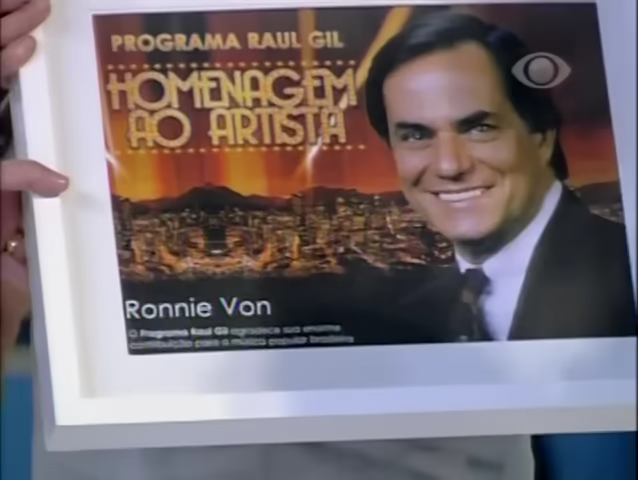 PROGRAMA RAUL GIL
HOMENAGEM
AO ARTISTA
Ronnie Von
O Programa Raul Gil agradece sua enorme
contribuição para a música popular brasileira